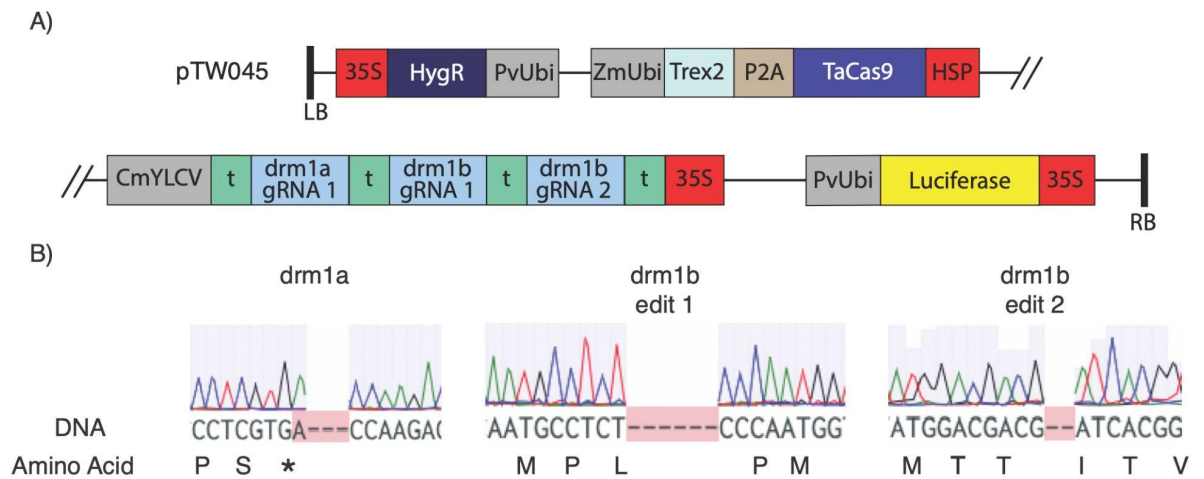 A)
pTW045
35S HygR PvUbi ZmUbi Trex2 P2A TaCas9 HSP
LB
CmYLCV t drm1a gRNA 1 t drm1b gRNA 1 t drm1b gRNA 2 t 35S PvUbi Luciferase 35S
RB
B)
drm1a
drm1b edit 1
drm1b edit 2
DNA CCTCGTGA---CCAAGAC AATGCCTCT------CCCAATGGT ATGGACGACG--ATCACGG
Amino Acid P S * M P L P M M T T I T V